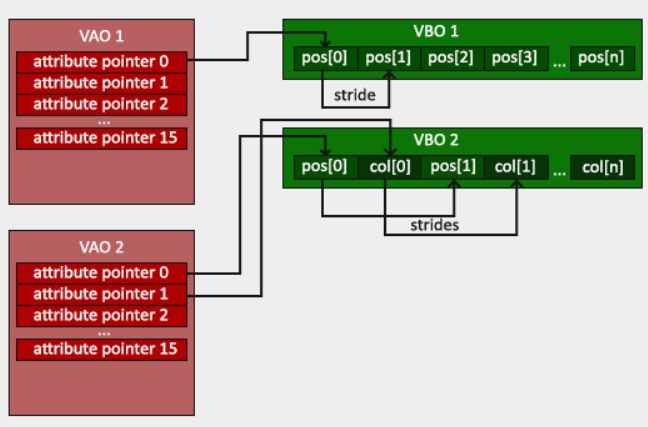 VAO 1
attribute pointer 0
attribute pointer 1
attribute pointer 2
...
attribute pointer 15
VBO 1
pos[0] pos[1] pos[2] pos[3] ... pos[n]
stride
VBO 2
pos[0] col[0] pos[1] col[1] ... col[n]
strides
VAO 2
attribute pointer 0
attribute pointer 1
attribute pointer 2
...
attribute pointer 15